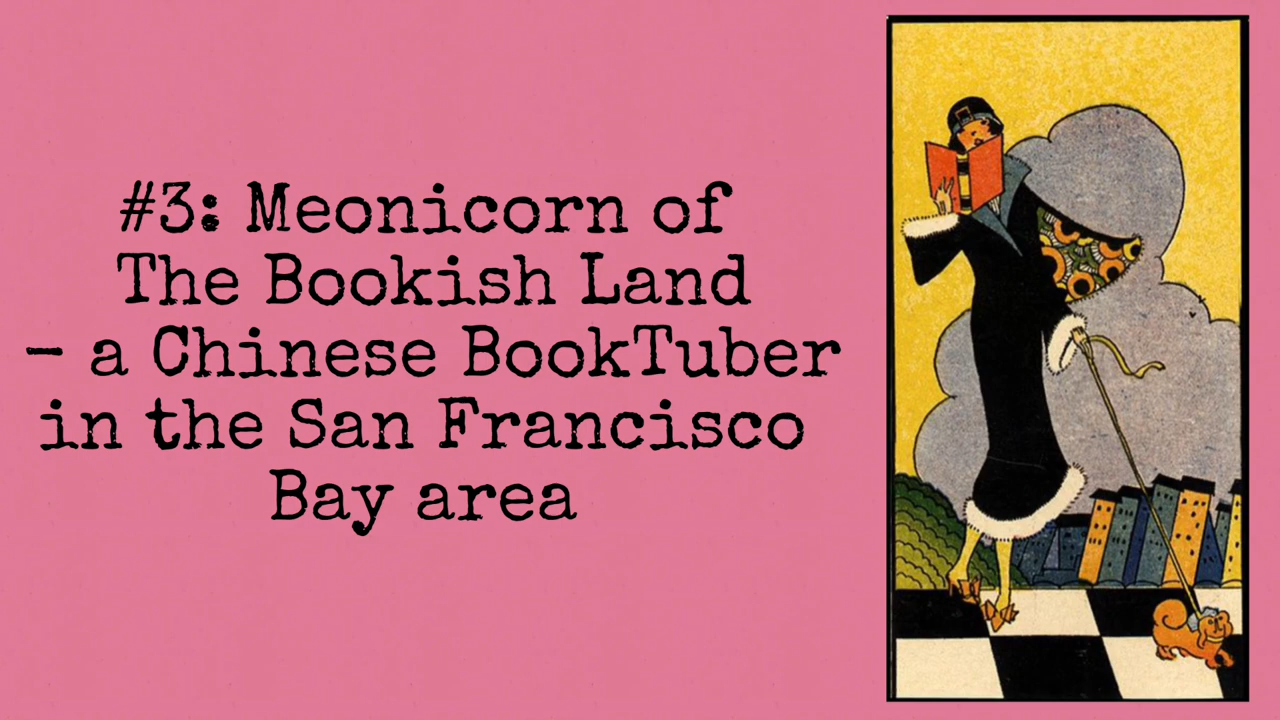 #3: Meonicorn of
The Bookish Land
- a Chinese BookTuber
in the San Francisco
Bay area